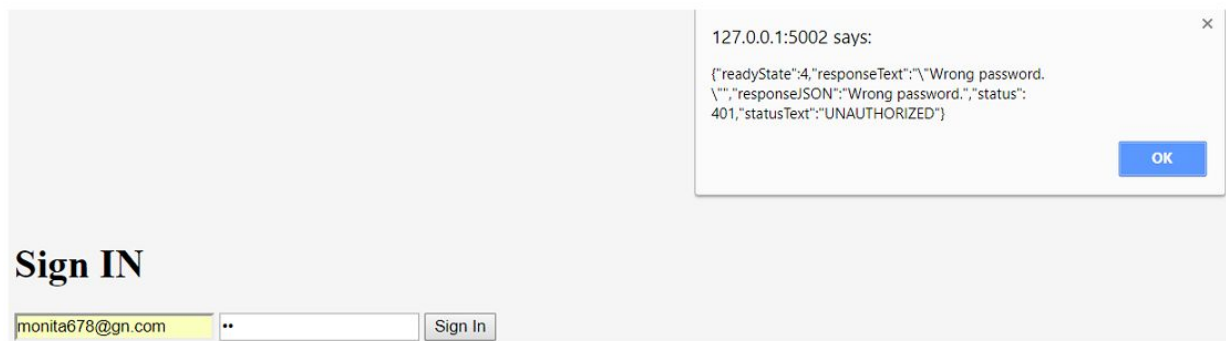 127.0.0.1:5002 says:
{"readyState":4,"responseText":"\"Wrong password.
\"","responseJSON":"Wrong password.","status":
401,"statusText":"UNAUTHORIZED"}
OK
Sign IN
monita678@gn.com •• Sign In